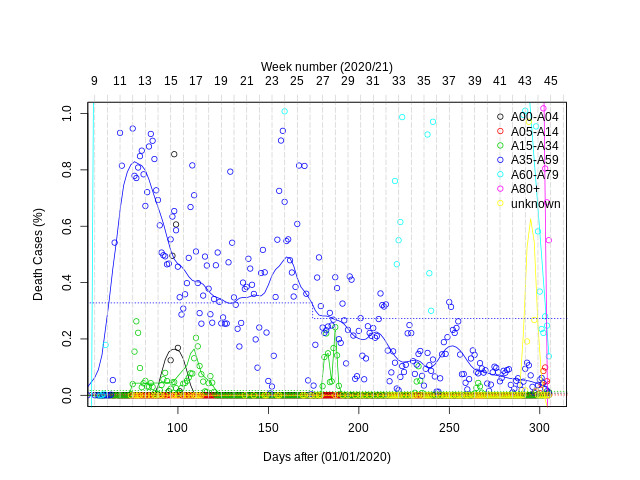 Week number (2020/21)
9 11 13 15 17 19 21 23 25 27 29 31 33 35 37 39 41 43 45
1.0
0.8
0.6
0.4
0.2
0.0
Death Cases (%)
A00-A04
A05-A14
A15-A34
A35-A59
A60-A79
A80+
unknown
100 150 200 250 300
Days after (01/01/2020)